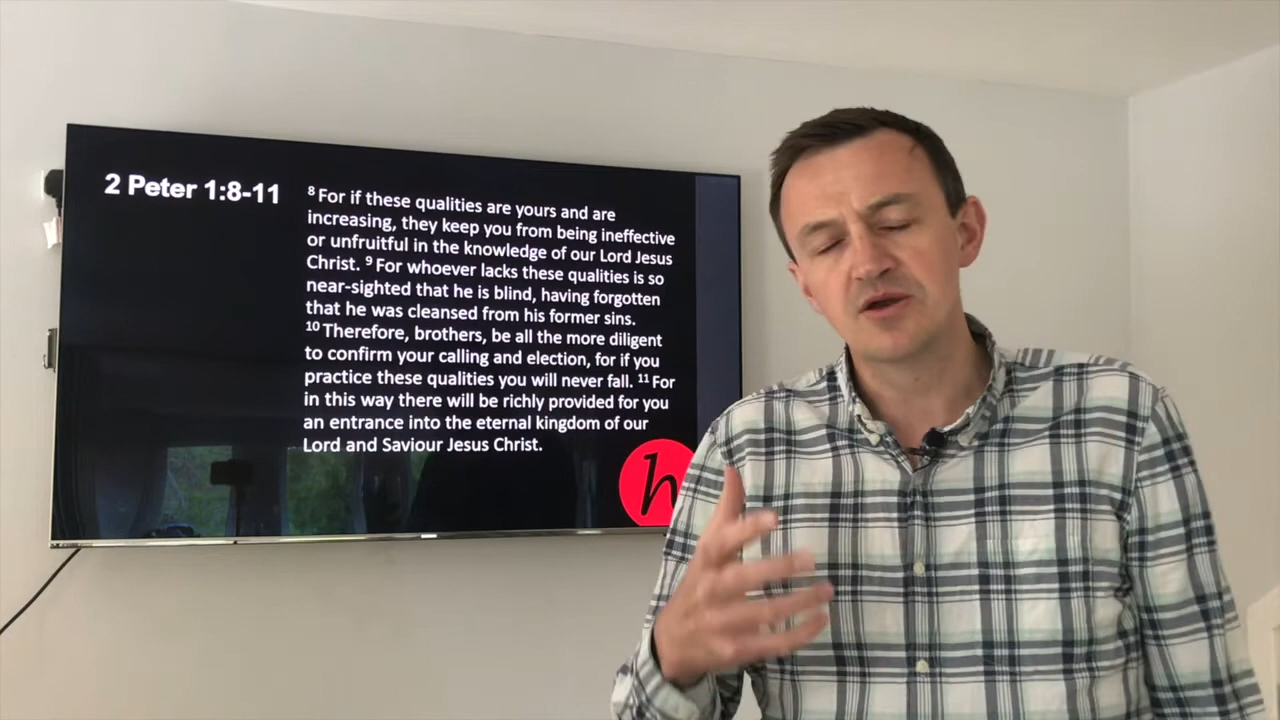 2 Peter 1:8-11
8 For if these qualities are yours and are
increasing, they keep you from being ineffective
or unfruitful in the knowledge of our Lord Jesus
Christ. 9 For whoever lacks these qualities is so
near-sighted that he is blind, having forgotten
that he was cleansed from his former sins.
10 Therefore, brothers, be all the more diligent
to confirm your calling and election, for if you
practice these qualities you will never fall. 11 For
in this way there will be richly provided for you
an entrance into the eternal kingdom of our
Lord and Saviour Jesus Christ.
h